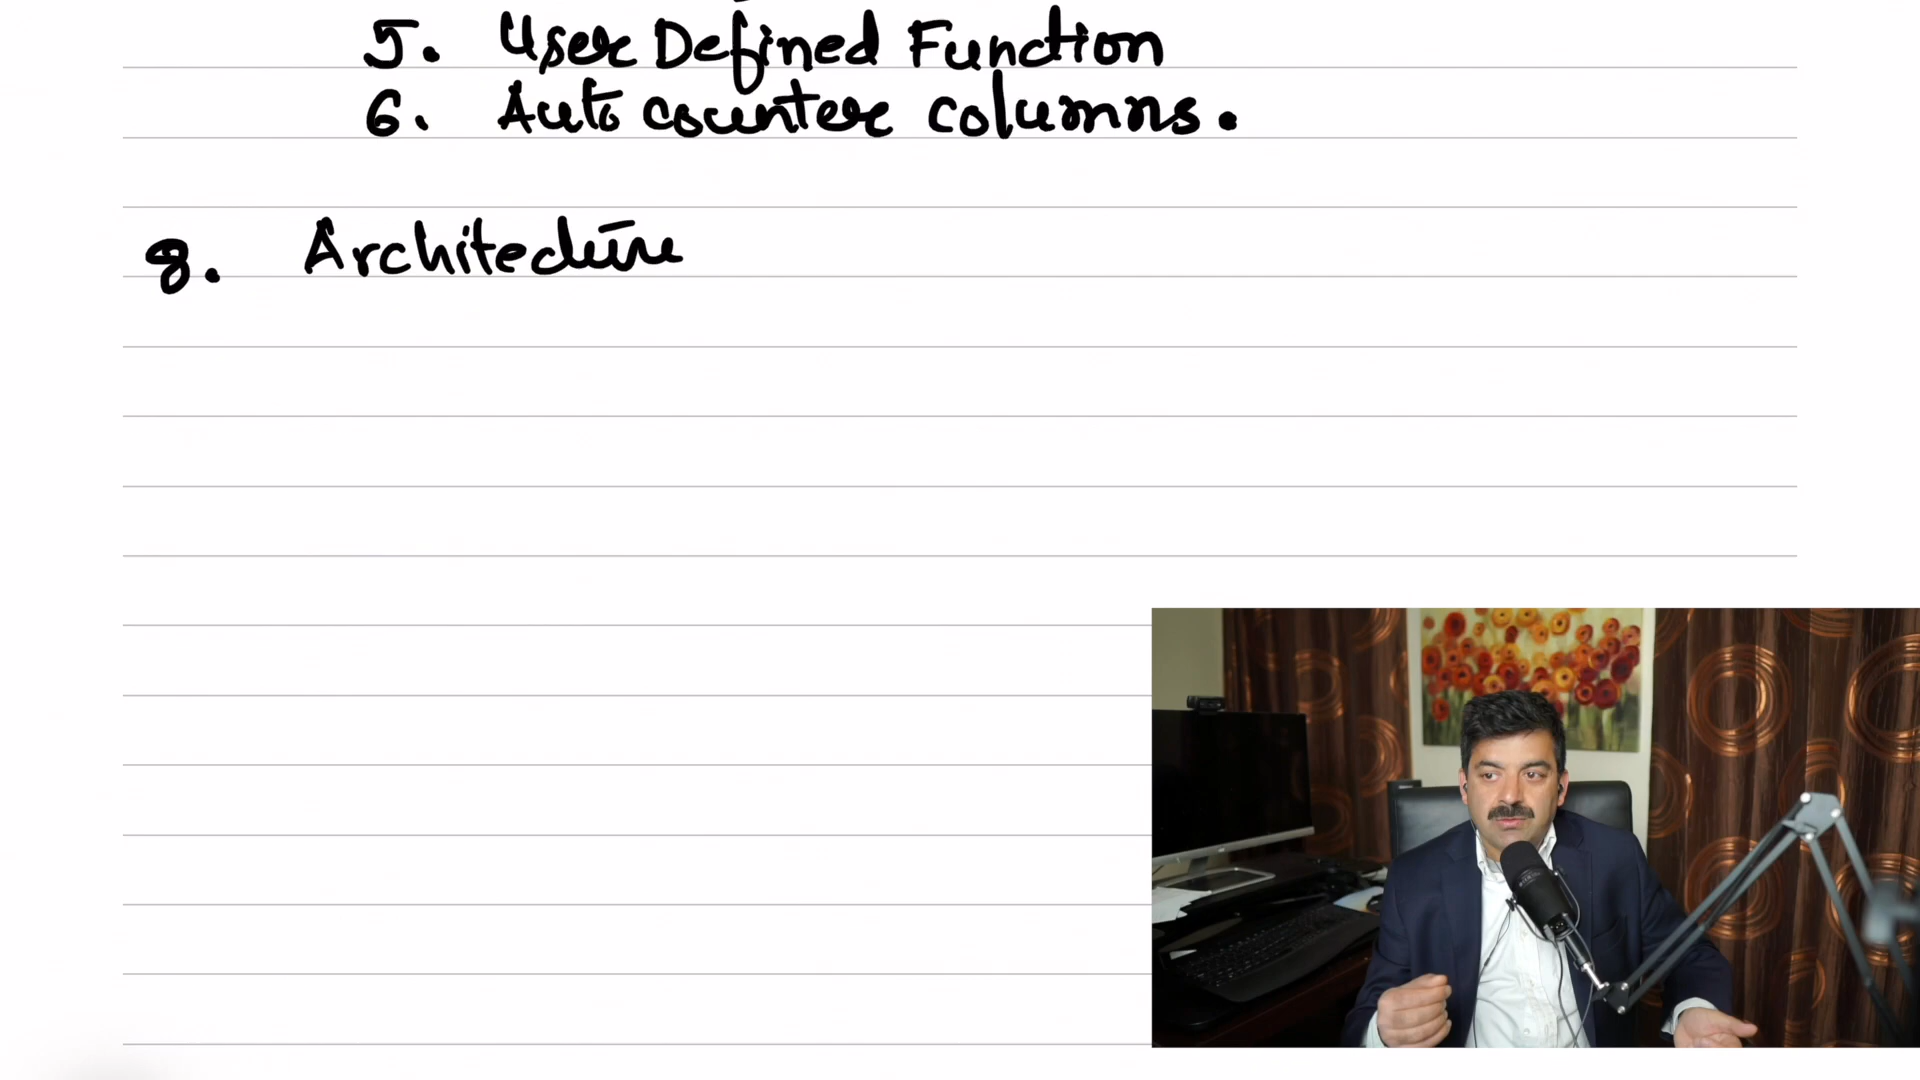 5. User Defined Function
6. Auto counter columns.
8. Architecture